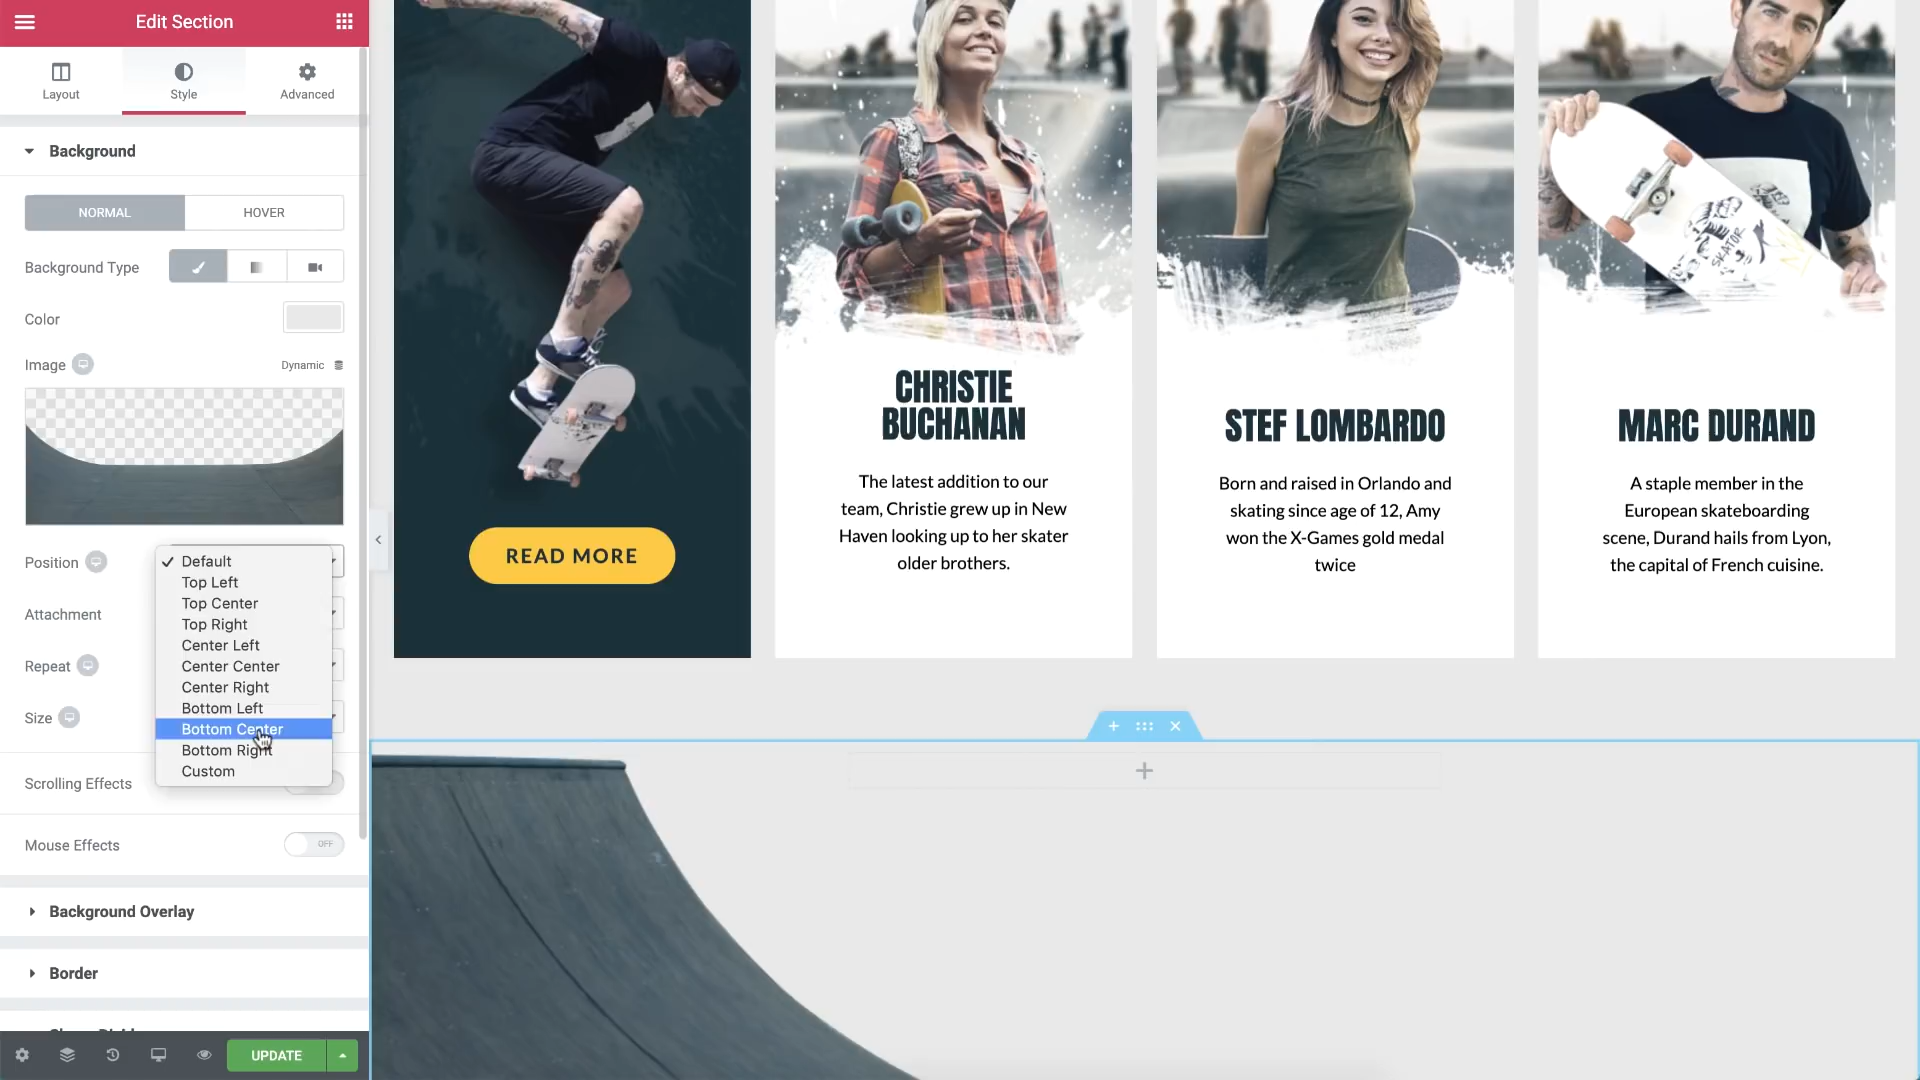 Edit Section
Layout
Style
Advanced
Background
NORMAL
HOVER
Background Type
Color
Image
Dynamic
Position
Default
Top Left
Top Center
Top Right
Center Left
Center Center
Center Right
Bottom Left
Bottom Center
Bottom Right
Custom
Attachment
Repeat
Size
Scrolling Effects
Mouse Effects
OFF
Background Overlay
Border
UPDATE
READ MORE
CHRISTIE
BUCHANAN
The latest addition to our
team, Christie grew up in New
Haven looking up to her skater
older brothers.
STEF LOMBARDO
Born and raised in Orlando and
skating since age of 12, Amy
won the X-Games gold medal
twice
SKATOR
MARC DURAND
A staple member in the
European skateboarding
scene, Durand hails from Lyon,
the capital of French cuisine.